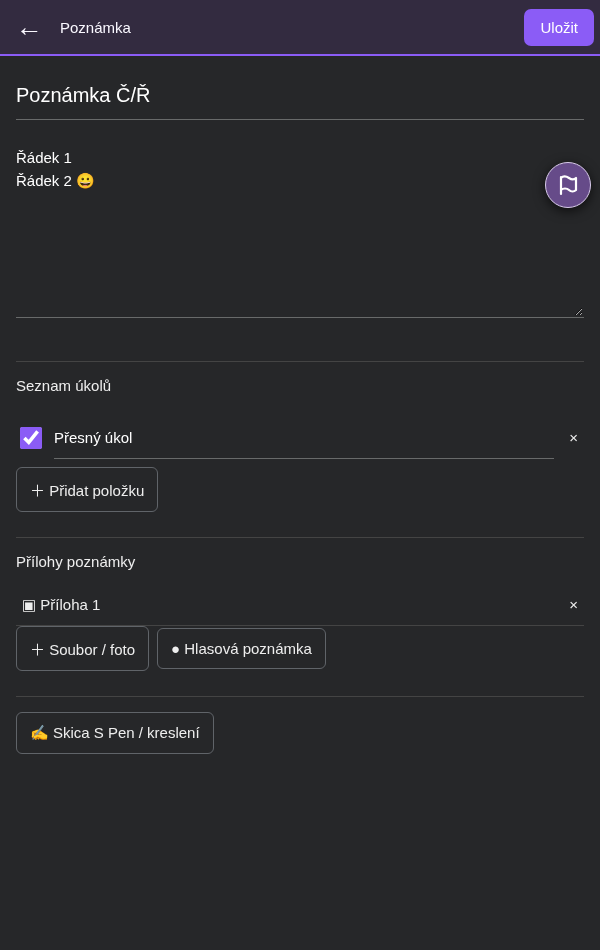 ← Poznámka
Uložit
Poznámka Č/Ř
Řádek 1
Řádek 2 😀
Seznam úkolů
Přesný úkol ×
＋ Přidat položku
Přílohy poznámky
▣ Příloha 1 ×
＋ Soubor / foto
● Hlasová poznámka
✍️ Skica S Pen / kreslení